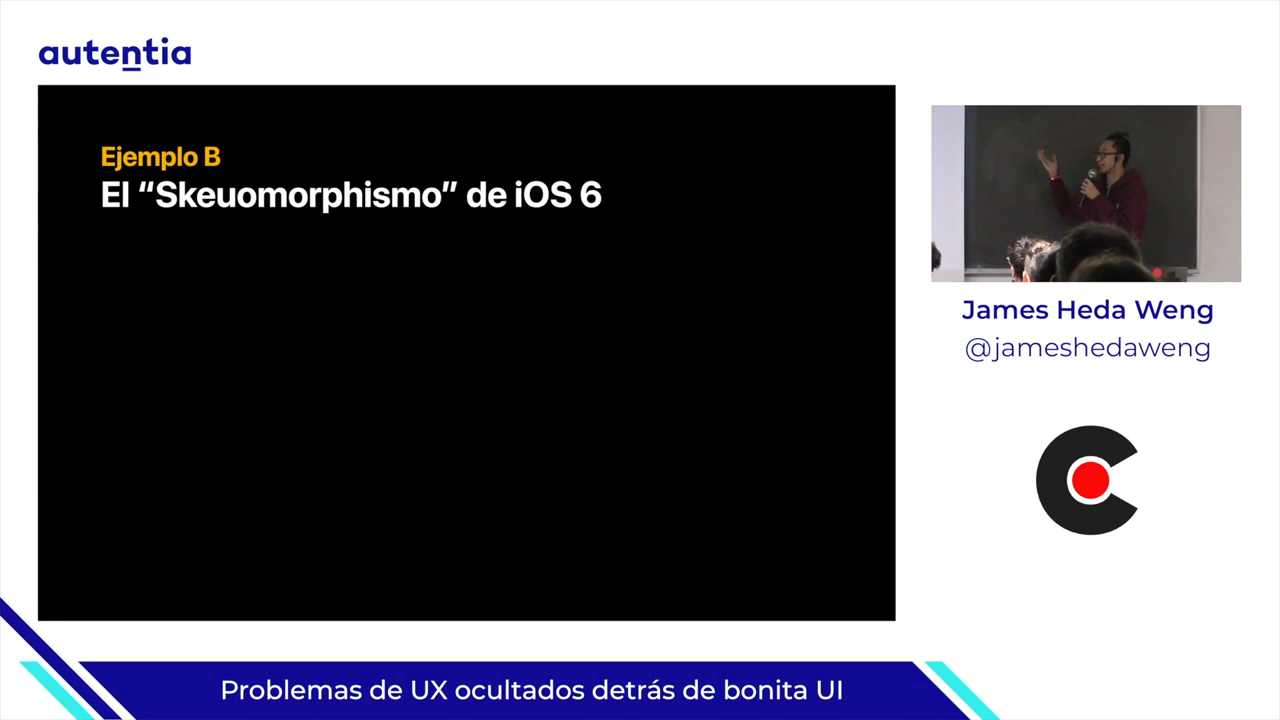 autentia
Ejemplo B
El “Skeuomorphismo” de iOS 6
James Heda Weng
@jameshedaweng
Problemas de UX ocultados detrás de bonita UI